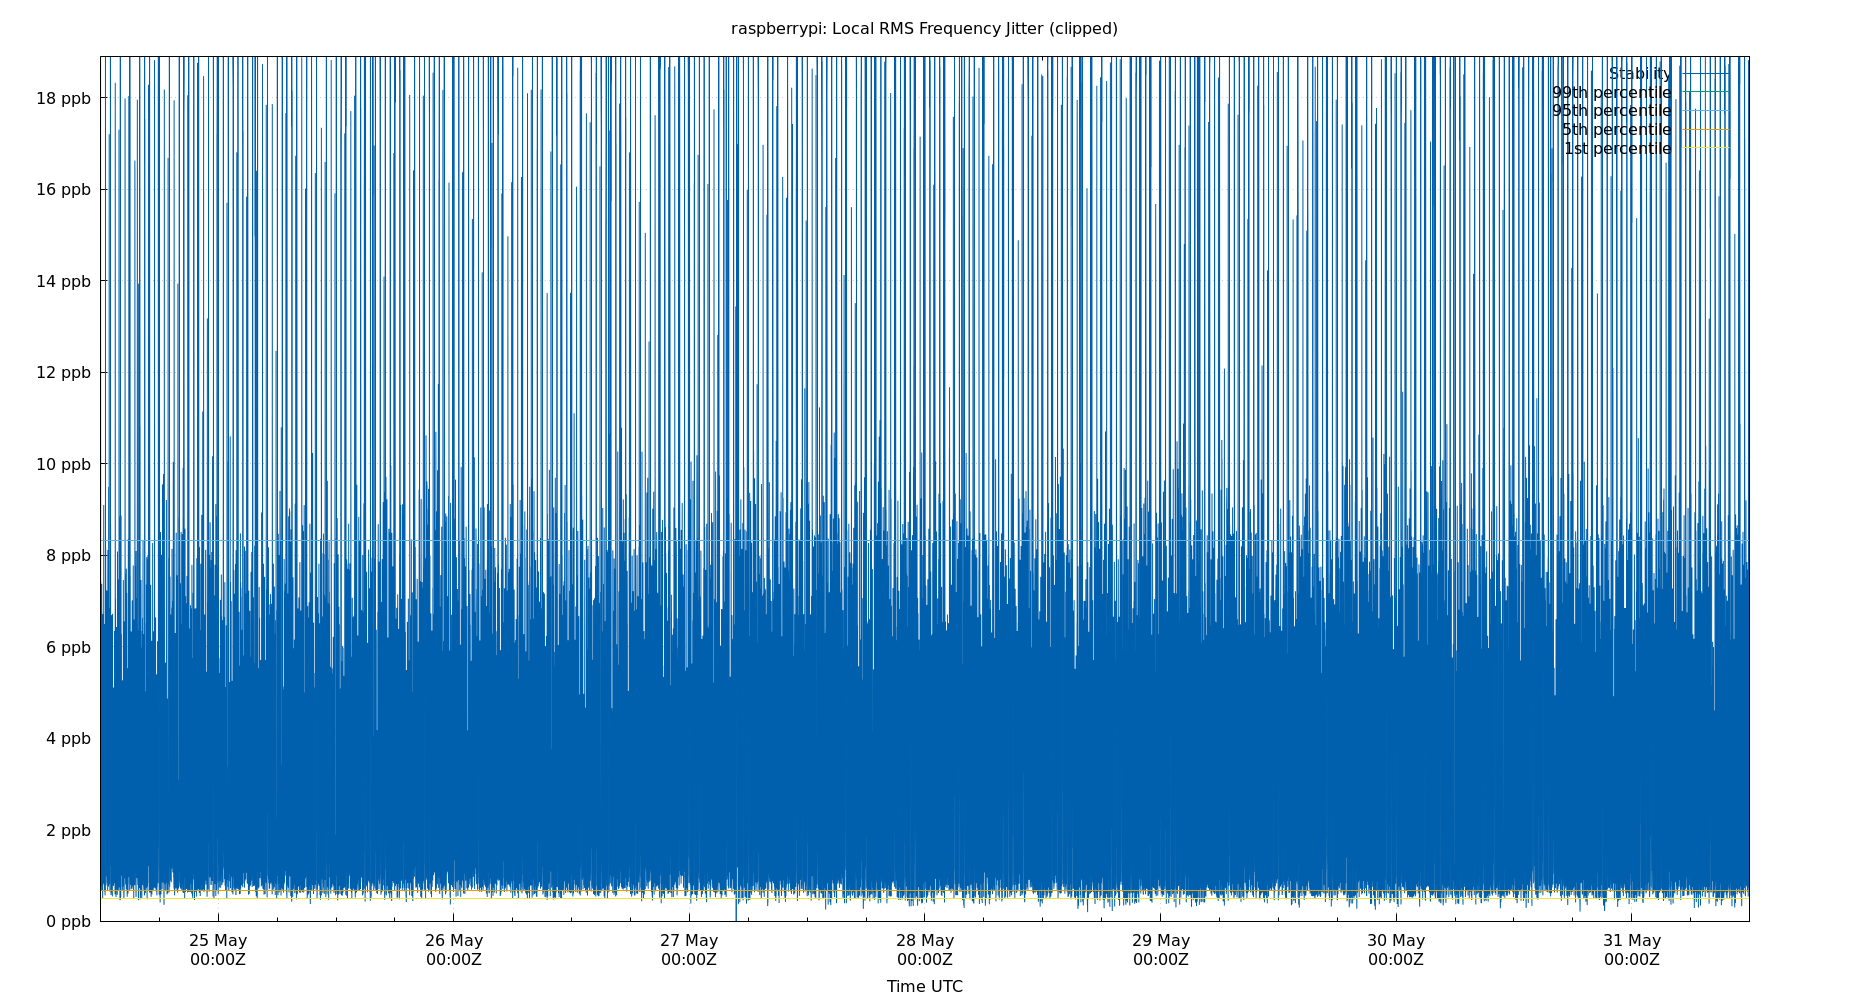 raspberrypi: Local RMS Frequency Jitter (clipped)
Stability
99th percentile
95th percentile
5th percentile
1st percentile
18 ppb
16 ppb
14 ppb
12 ppb
10 ppb
8 ppb
6 ppb
4 ppb
2 ppb
0 ppb
25 May 26 May 27 May 28 May 29 May 30 May 31 May
00:00Z 00:00Z 00:00Z 00:00Z 00:00Z 00:00Z 00:00Z
Time UTC